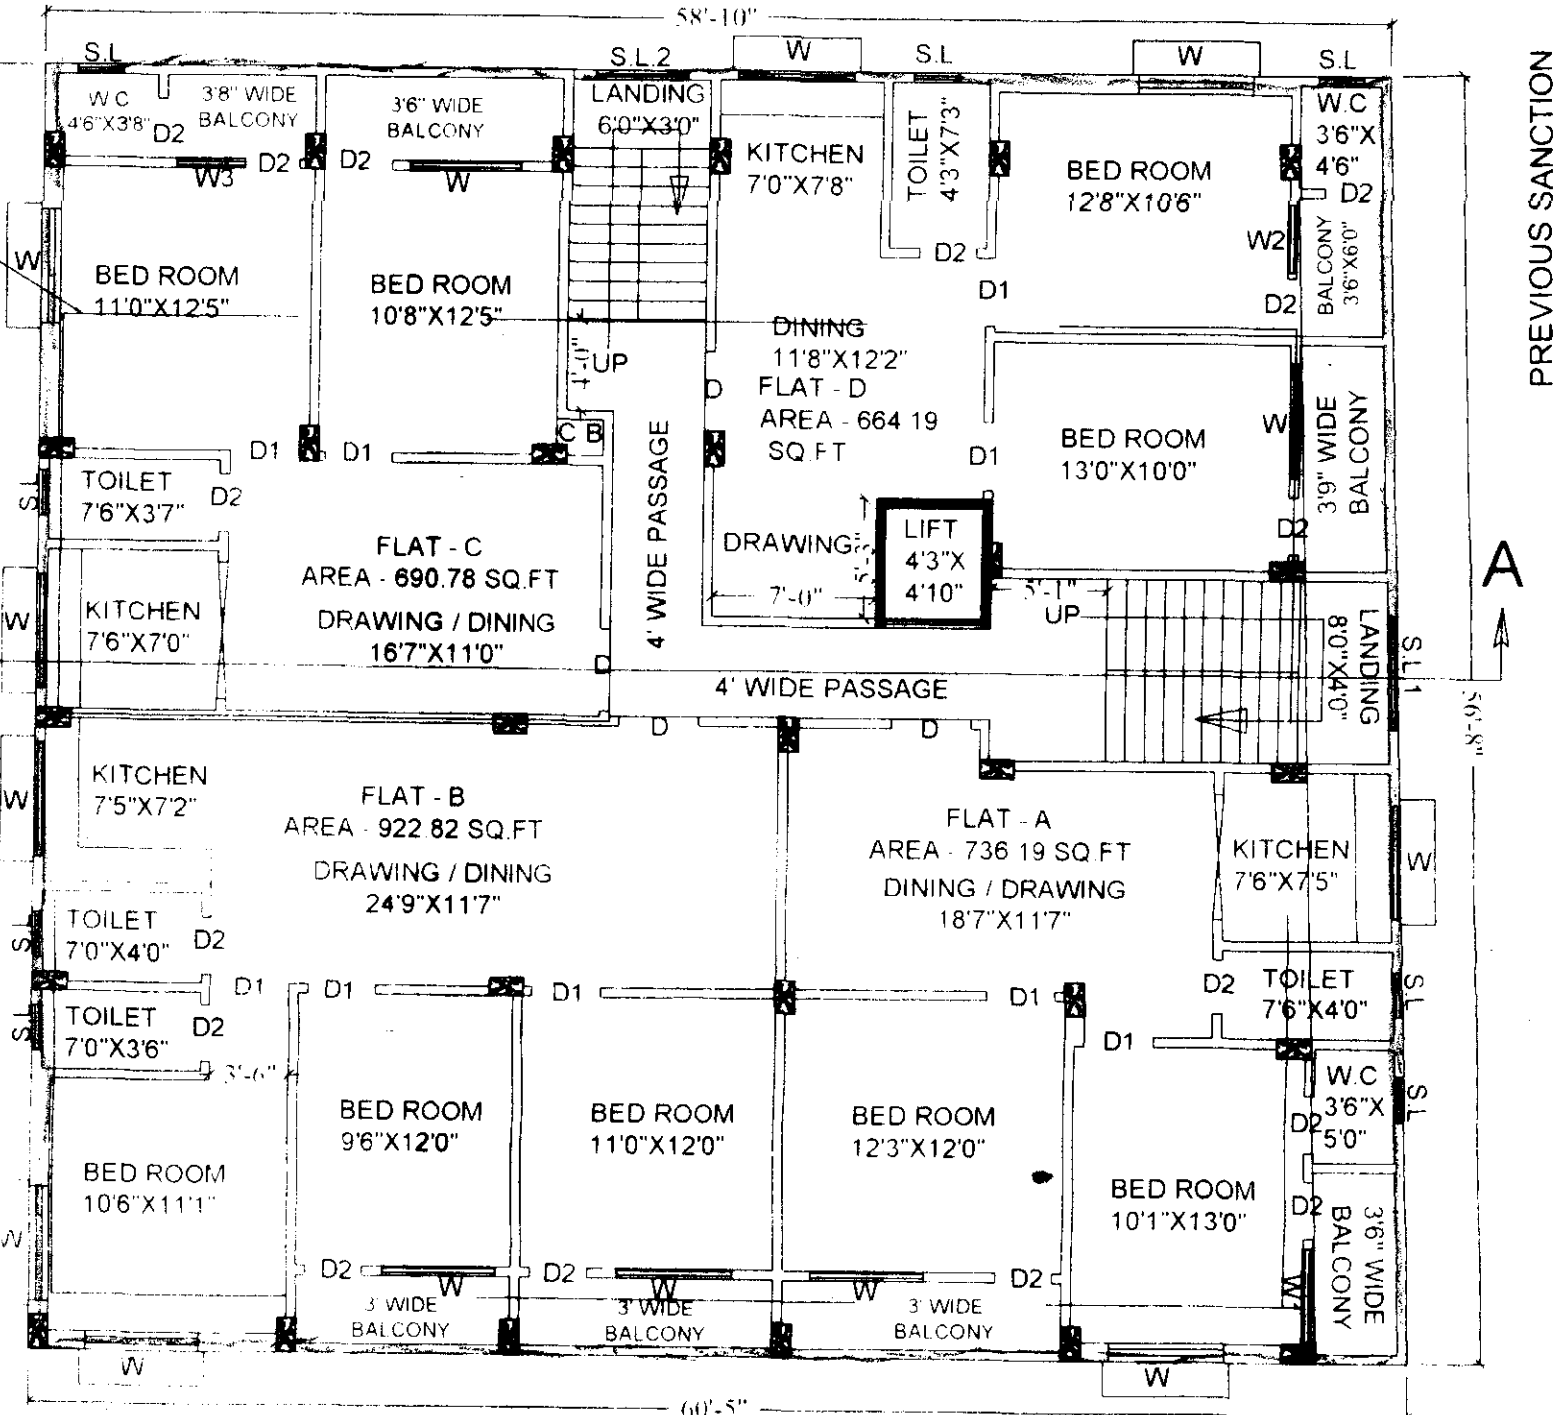 58'-10"
S.L
S.L.2
W
S.L
W
S.L
PREVIOUS SANCTION
W C
4'6"X3'8"
D2
3'8" WIDE
BALCONY
3'6" WIDE
BALCONY
LANDING
6'0"X3'0"
KITCHEN
7'0"X7'8"
TOILET
4'3"X7'3"
BED ROOM
12'8"X10'6"
W.C
3'6"X
4'6"
D2
W3
D2
D2
W
D2
W2
BALCONY
3'6"X6'0"
W
BED ROOM
11'0"X12'5"
BED ROOM
10'8"X12'5"
D1
D2
DINING
11'8"X12'2"
UP
D
FLAT - D
AREA - 664 19
SQ.FT
BED ROOM
13'0"X10'0"
W
3'9" WIDE
BALCONY
C B
D1
D1
D1
S.L
TOILET
7'6"X3'7"
D2
4' WIDE PASSAGE
DRAWING
LIFT
4'3"X
4'10"
D2
A
FLAT - C
AREA - 690.78 SQ.FT
DRAWING / DINING
16'7"X11'0"
7'-0"
5'-1"
UP
W
KITCHEN
7'6"X7'0"
D
LANDING
8'0"X4'0"
S.L1
4' WIDE PASSAGE
56'-8"
D
D
W
KITCHEN
7'5"X7'2"
FLAT - B
AREA - 922.82 SQ.FT
DRAWING / DINING
24'9"X11'7"
FLAT - A
AREA - 736 19 SQ.FT
DINING / DRAWING
18'7"X11'7"
KITCHEN
7'6"X7'5"
W
S.L
TOILET
7'0"X4'0"
D2
D1
D1
D1
D1
D2
TOILET
7'6"X4'0"
S.L
S.L
TOILET
7'0"X3'6"
D2
3'-6"
D1
W.C
3'6"X
5'0"
S.L
D2
BED ROOM
9'6"X12'0"
BED ROOM
11'0"X12'0"
BED ROOM
12'3"X12'0"
BED ROOM
10'6"X11'1"
BED ROOM
10'1"X13'0"
D2
3'6" WIDE
BALCONY
W
D2
W
D2
W
W
D2
W
3' WIDE
BALCONY
3' WIDE
BALCONY
3' WIDE
BALCONY
W
W
60'-5"